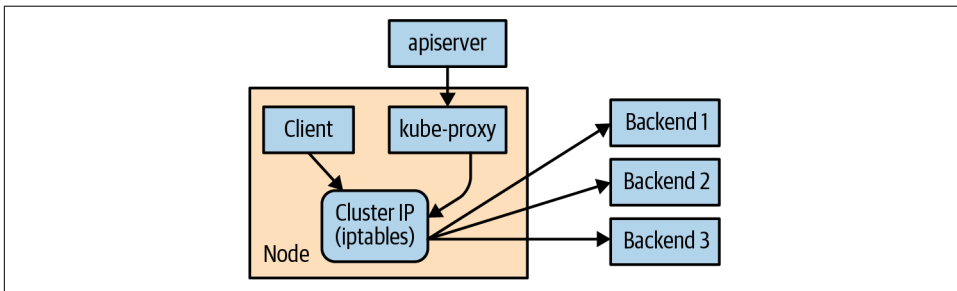 apiserver
Client
kube-proxy
Cluster IP
(iptables)
Node
Backend 1
Backend 2
Backend 3